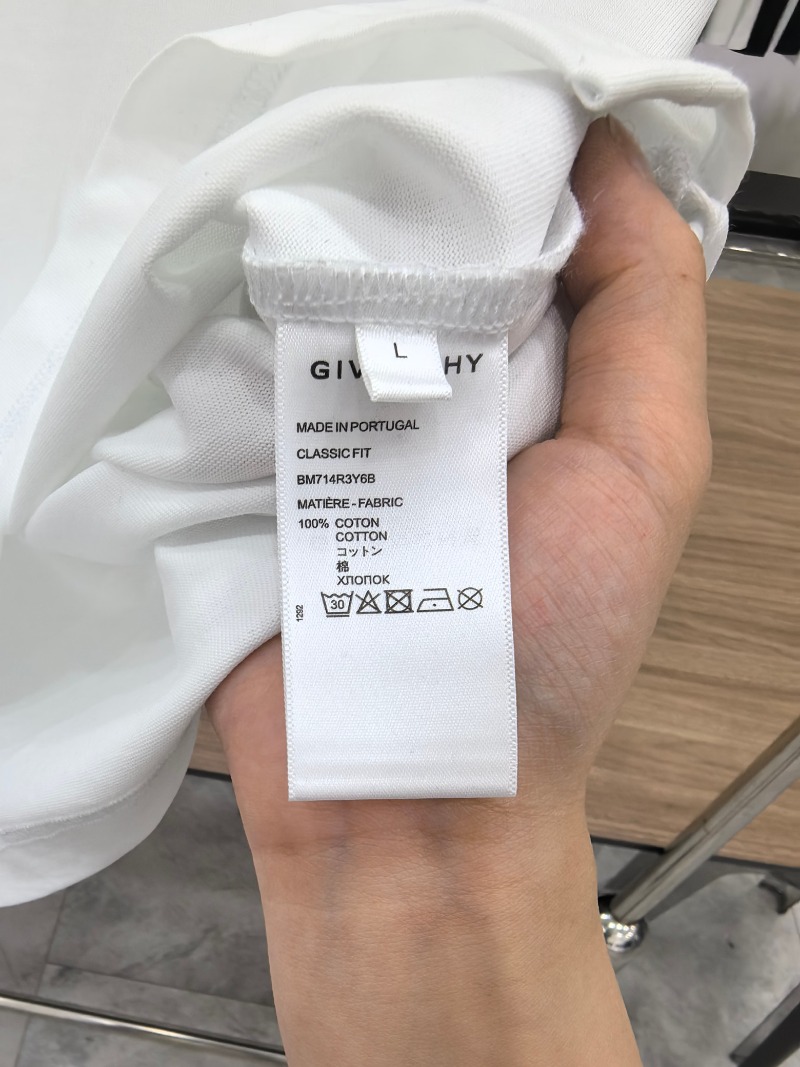 L
GIV HY
MADE IN PORTUGAL
CLASSIC FIT
BM714R3Y6B
MATIÈRE - FABRIC
100% COTON
COTTON
コットン
棉
ХЛОПОК
30
1292